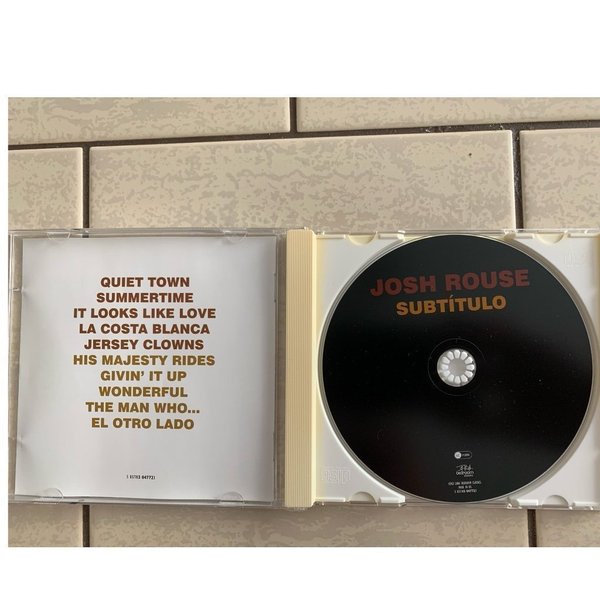 QUIET TOWN
SUMMERTIME
IT LOOKS LIKE LOVE
LA COSTA BLANCA
JERSEY CLOWNS
HIS MAJESTY RIDES
GIVIN' IT UP
WONDERFUL
THE MAN WHO...
EL OTRO LADO
JOSH ROUSE
SUBTÍTULO
bedroom